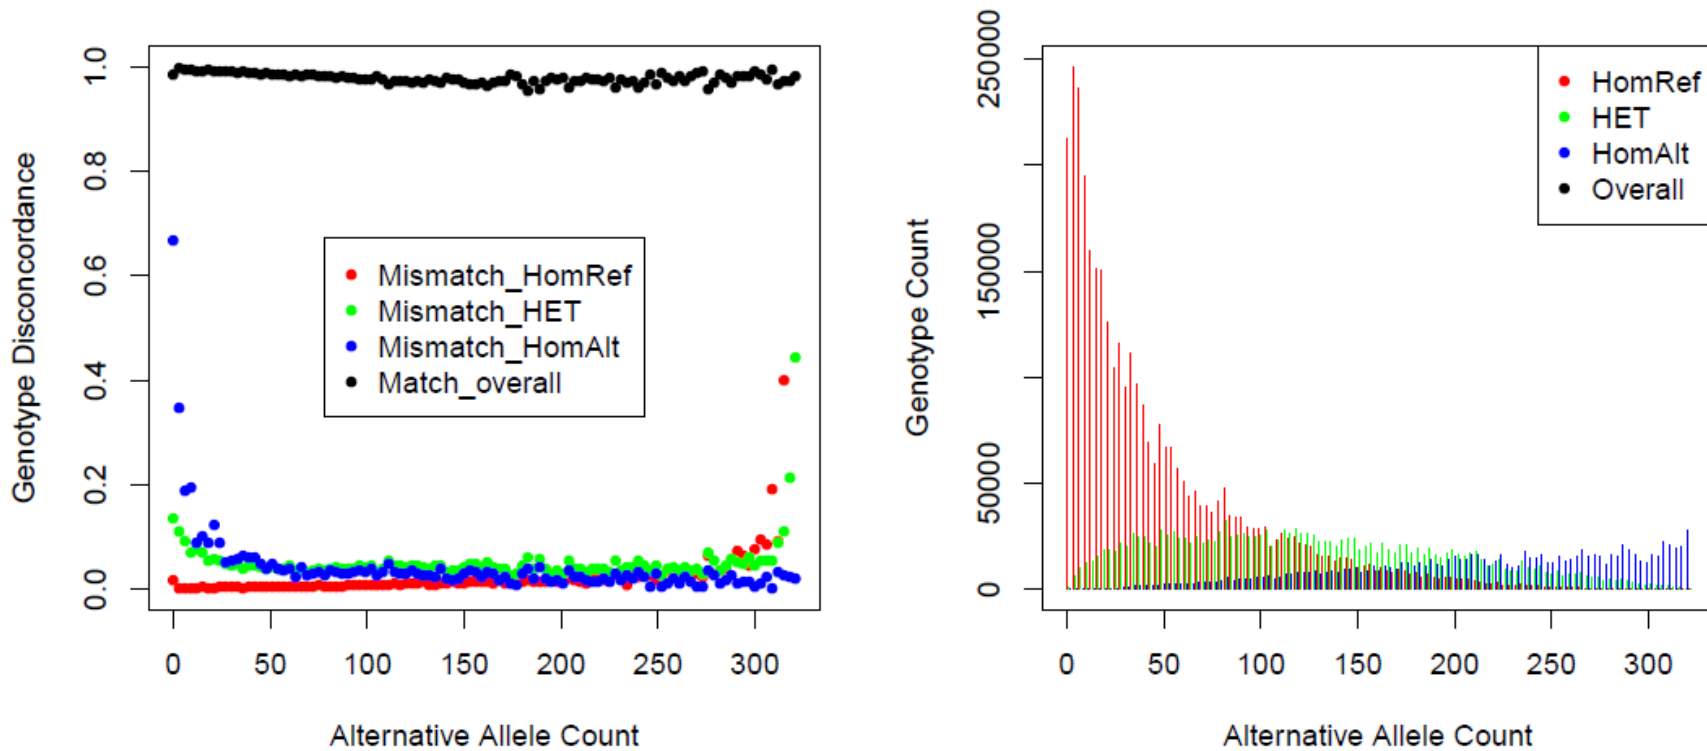 Genotype Disconcordance
1.0
0.8
0.6
0.4
0.2
0.0
Mismatch_HomRef
Mismatch_HET
Mismatch_HomAlt
Match_overall
0 50 100 150 200 250 300
Alternative Allele Count
Genotype Count
250000
150000
50000
0
HomRef
HET
HomAlt
Overall
0 50 100 150 200 250 300
Alternative Allele Count